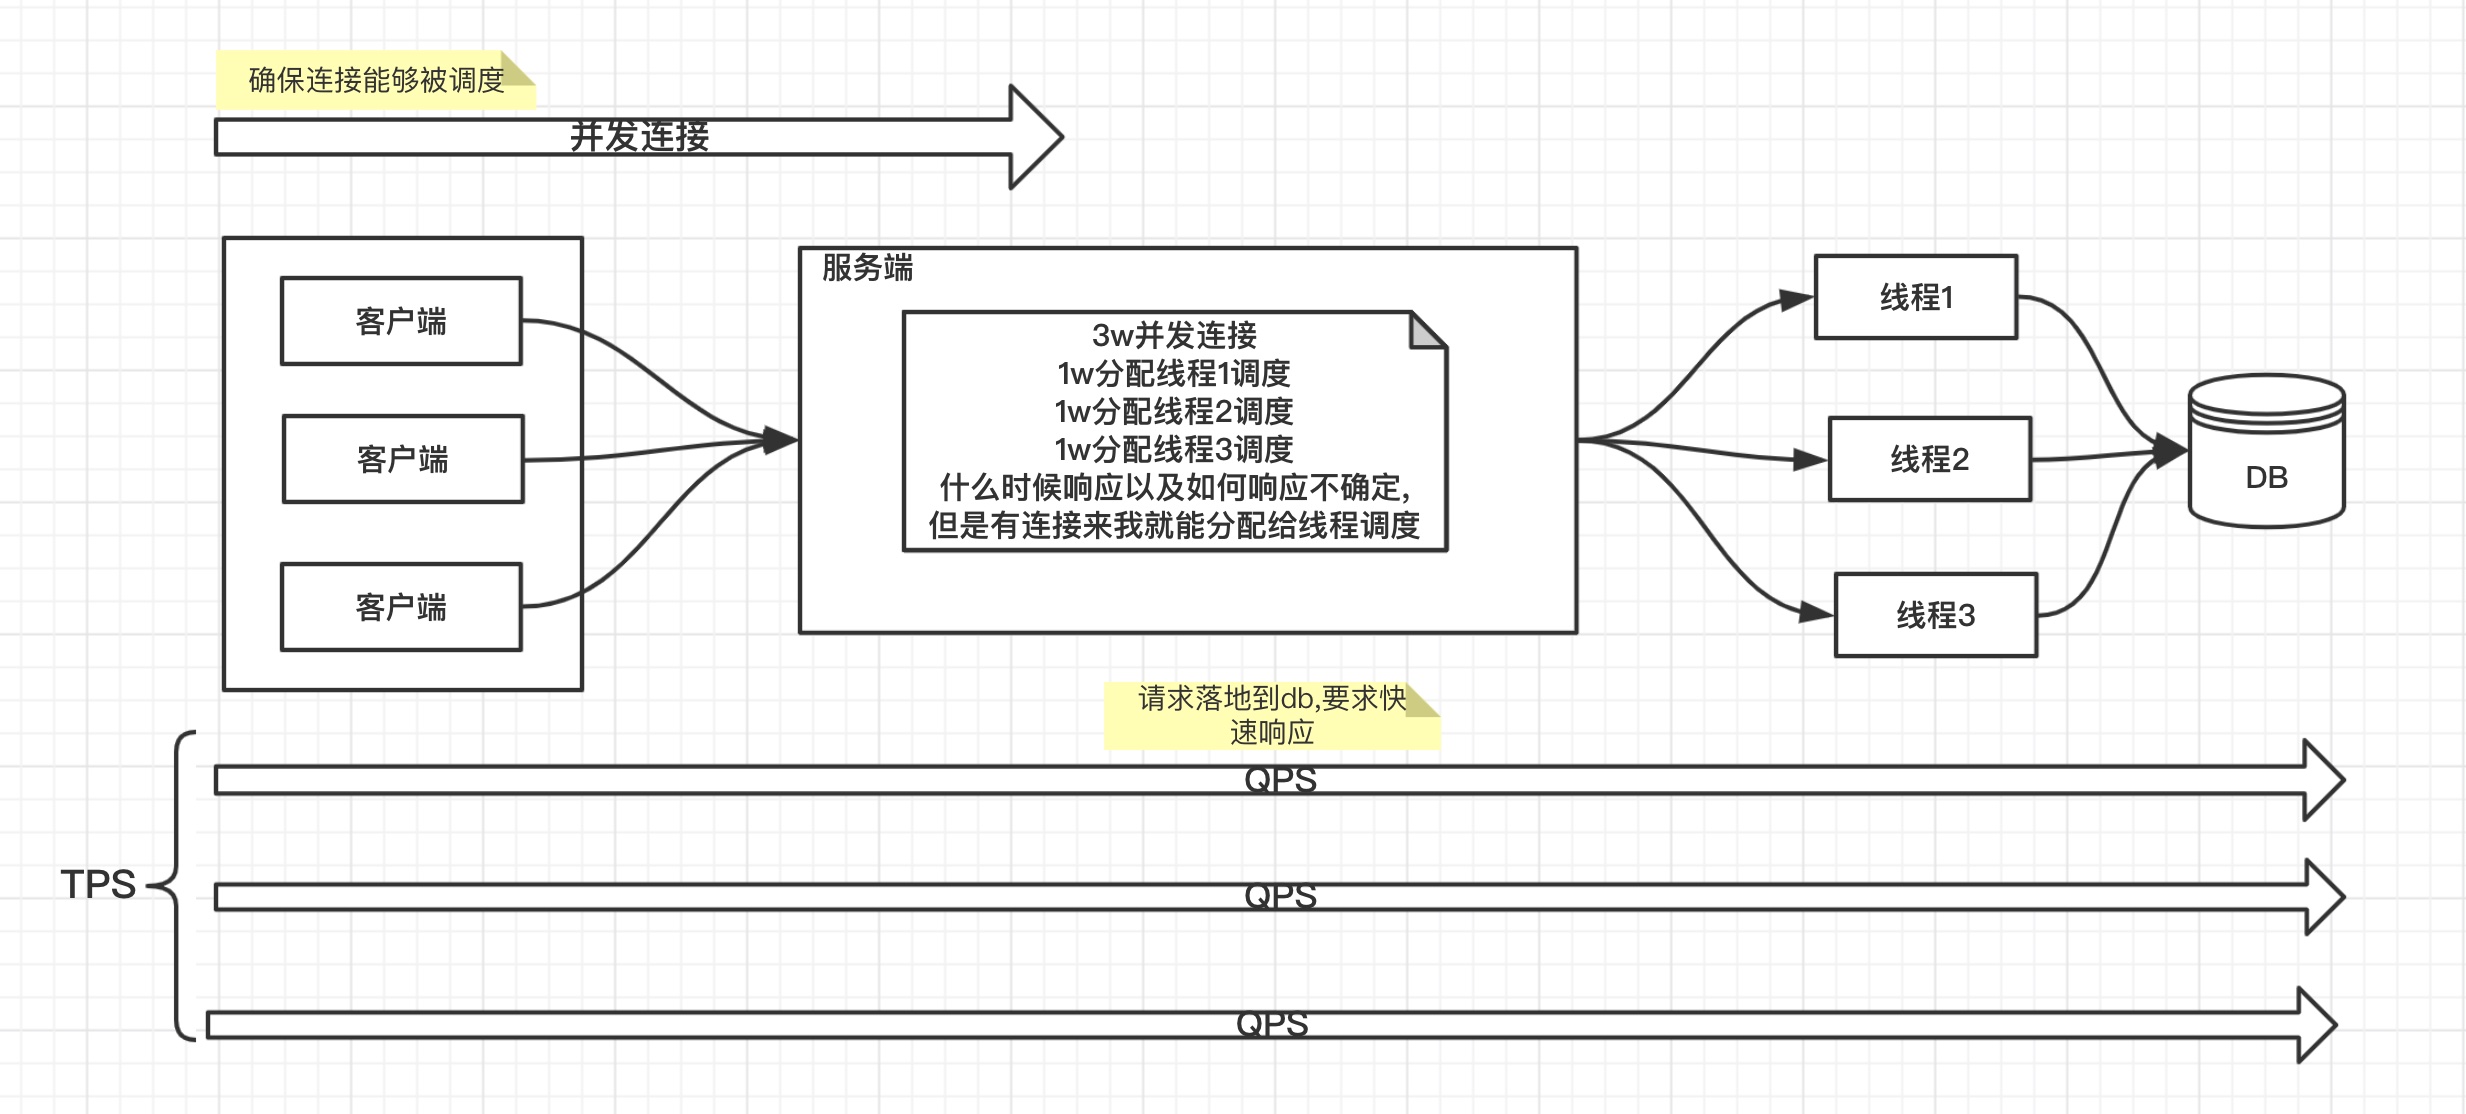 确保连接能够被调度
并发连接
客户端
客户端
客户端
服务端
3w并发连接
1w分配线程1调度
1w分配线程2调度
1w分配线程3调度
什么时候响应以及如何响应不确定,
但是有连接来我就能分配给线程调度
线程1
线程2
线程3
DB
请求落地到db,要求快
速响应
TPS
QPS
QPS
QPS